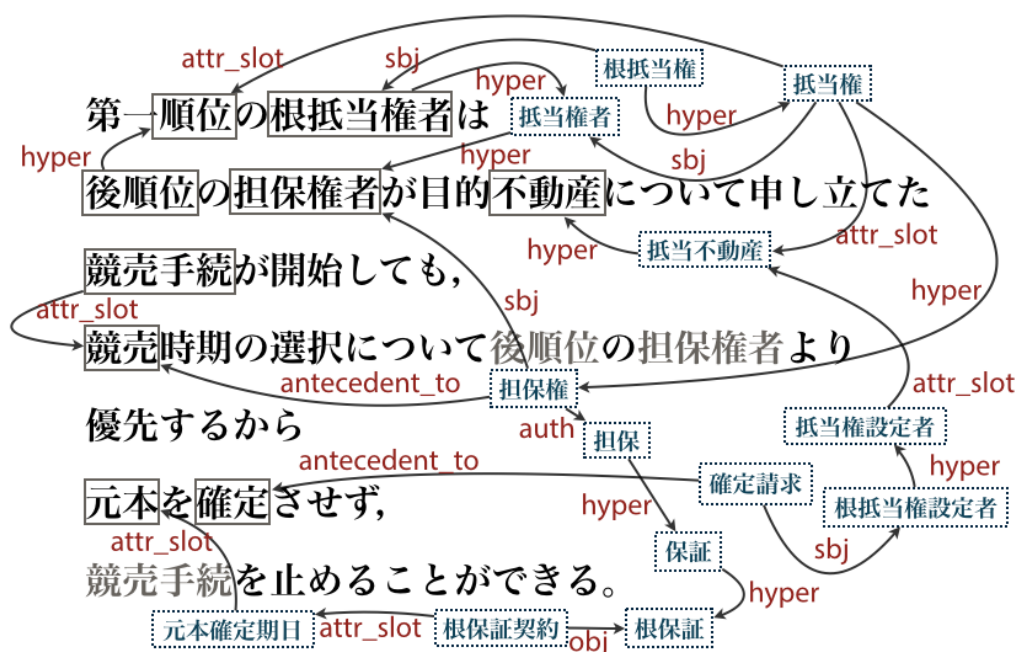 attr_slot
sbj
根抵当権
抵当権
hyper
第一順位の根抵当権者は
抵当権者
hyper
hyper
hyper
sbj
後順位の担保権者が目的不動産について申し立てた
hyper
抵当不動産
attr_slot
競売手続が開始しても,
hyper
attr_slot
sbj
競売時期の選択について後順位の担保権者より
antecedent_to
担保権
attr_slot
優先するから
auth
担保
抵当権設定者
antecedent_to
確定請求
hyper
元本を確定させず,
hyper
根抵当権設定者
attr_slot
保証
sbj
競売手続を止めることができる。
hyper
元本確定期日
attr_slot
根保証契約
obj
根保証